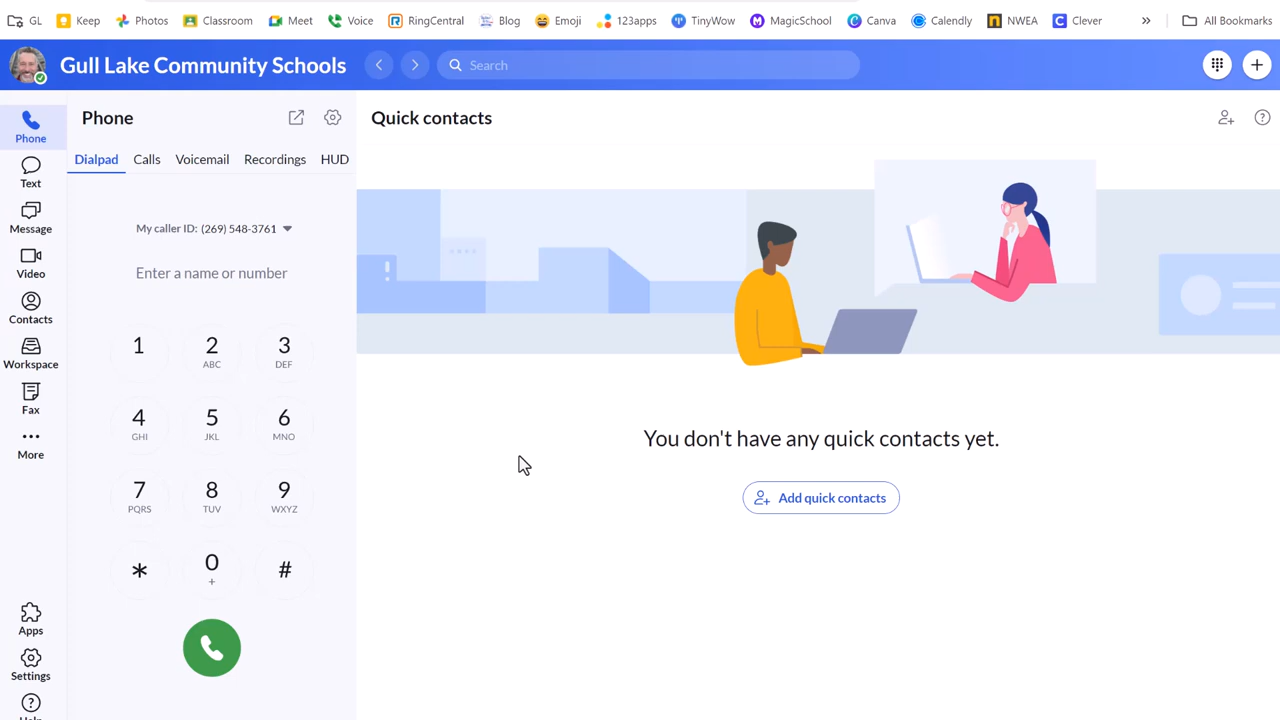 GL Keep Photos Classroom Meet Voice RingCentral Blog Emoji 123apps TinyWow MagicSchool Canva Calendly NWEA Clever » All Bookmarks
Gull Lake Community Schools
Search
Phone
Text
Message
Video
Contacts
Workspace
Fax
More
Apps
Settings
Phone
Dialpad Calls Voicemail Recordings HUD
My caller ID: (269) 548-3761
Enter a name or number
1 2 3
ABC DEF
4 5 6
GHI JKL MNO
7 8 9
PQRS TUV WXYZ
* 0 #
+
Quick contacts
You don't have any quick contacts yet.
Add quick contacts